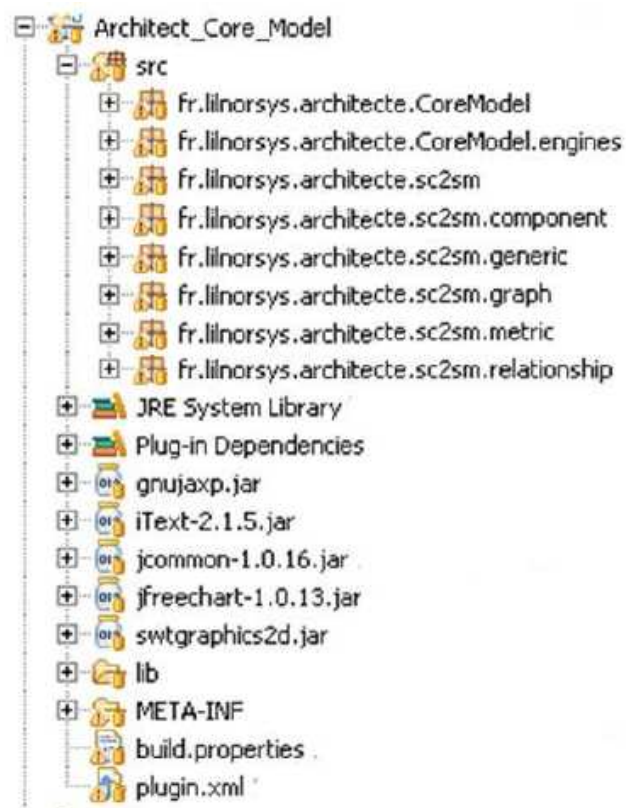 Architect_Core_Model
src
fr.lilnorsys.architecte.CoreModel
fr.lilnorsys.architecte.CoreModel.engines
fr.lilnorsys.architecte.sc2sm
fr.lilnorsys.architecte.sc2sm.component
fr.lilnorsys.architecte.sc2sm.generic
fr.lilnorsys.architecte.sc2sm.graph
fr.lilnorsys.architecte.sc2sm.metric
fr.lilnorsys.architecte.sc2sm.relationship
JRE System Library
Plug-in Dependencies
gnujaxp.jar
iText-2.1.5.jar
jcommon-1.0.16.jar
jfreechart-1.0.13.jar
swtgraphics2d.jar
lib
META-INF
build.properties
plugin.xml